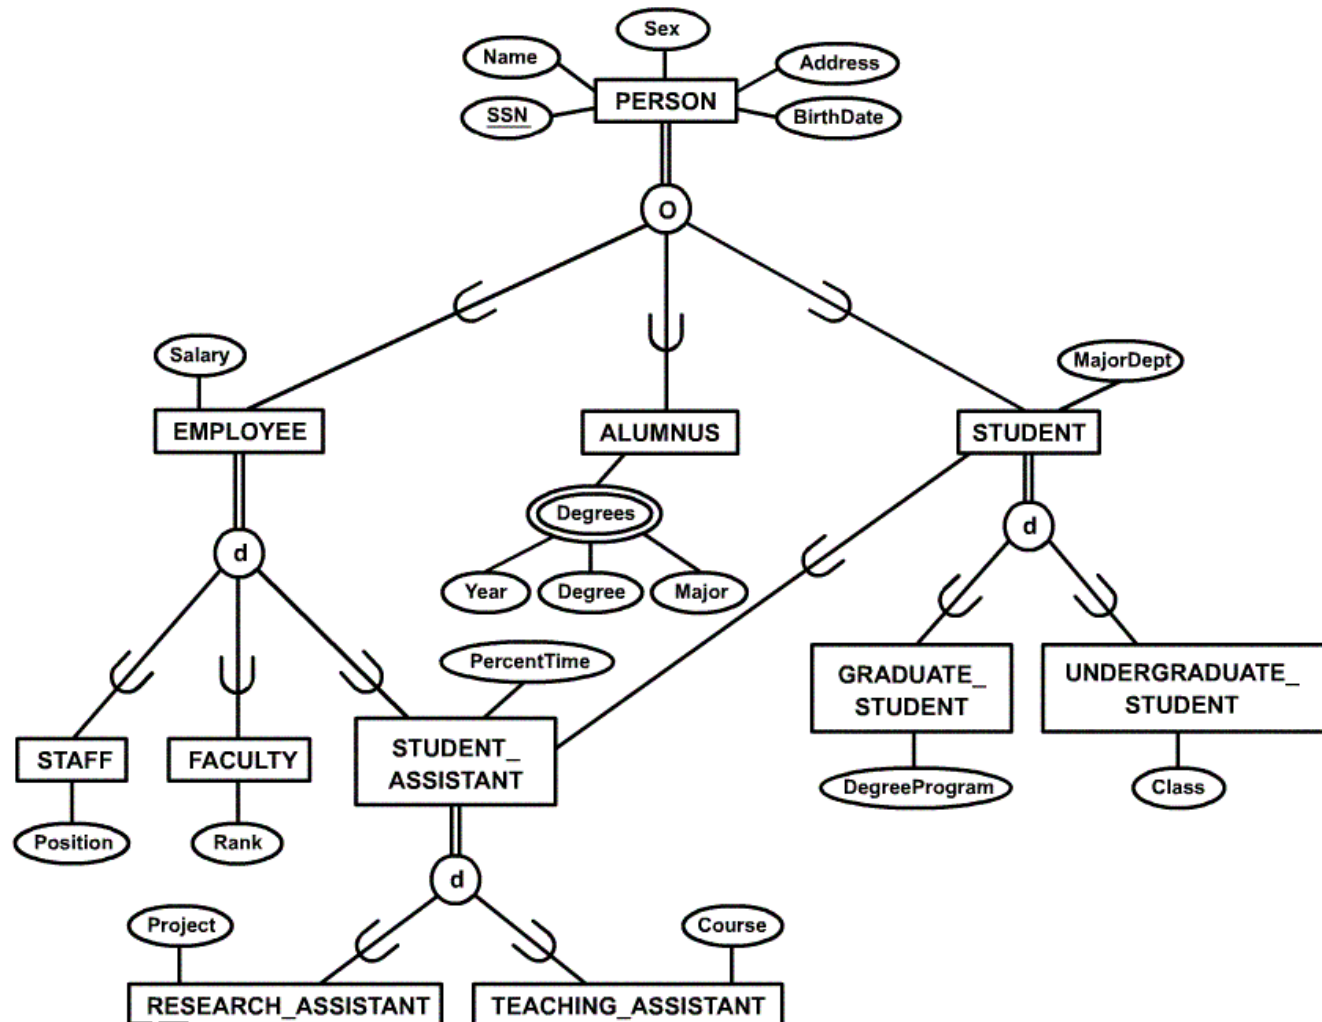 Sex
Name
Address
PERSON
SSN
BirthDate
O
Salary
MajorDept
EMPLOYEE
ALUMNUS
STUDENT
Degrees
d
d
Year
Degree
Major
PercentTime
GRADUATE_
STUDENT
UNDERGRADUATE_
STUDENT
STAFF
FACULTY
STUDENT_
ASSISTANT
DegreeProgram
Class
Position
Rank
d
Project
Course
RESEARCH_ASSISTANT
TEACHING_ASSISTANT